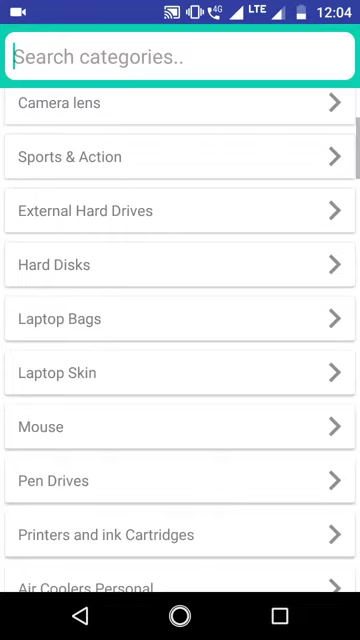 4G LTE 12:04
Search categories..
Camera lens
Sports & Action
External Hard Drives
Hard Disks
Laptop Bags
Laptop Skin
Mouse
Pen Drives
Printers and ink Cartridges
Air Coolers Personal